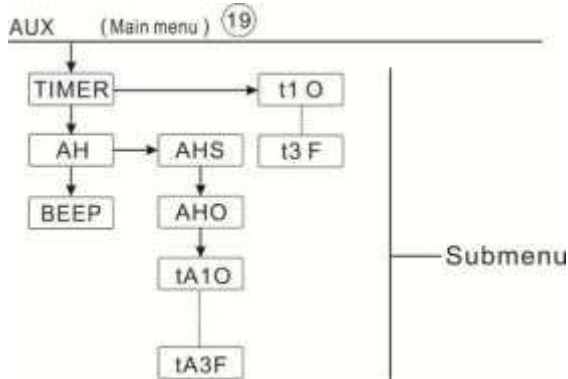 AUX (Main menu) 19
TIMER t1 O
AH AHS t3 F
BEEP AHO
tA1O
Submenu
tA3F